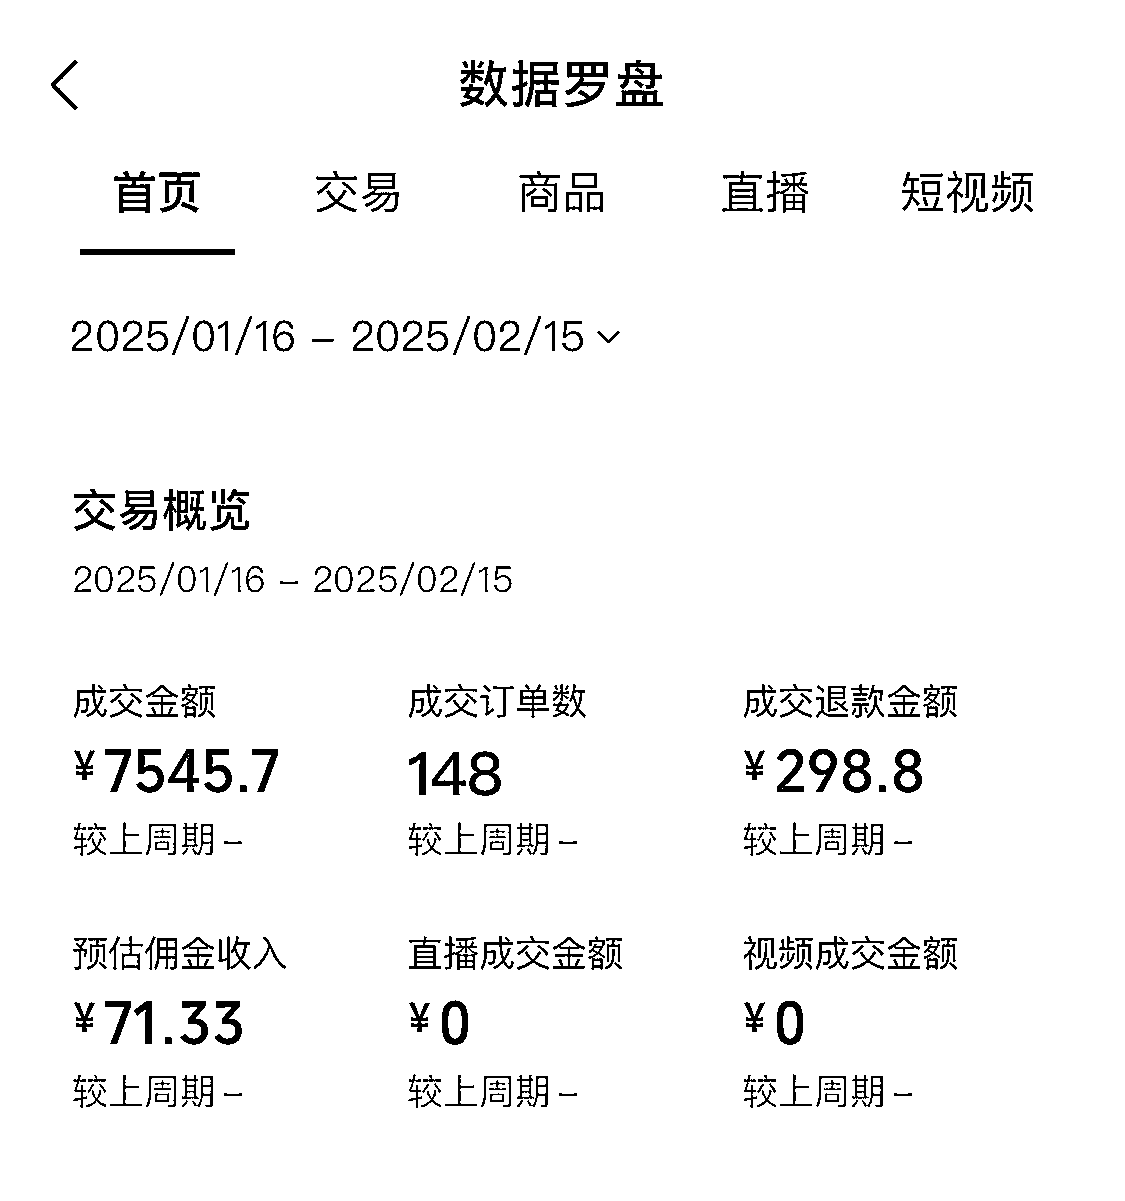 数据罗盘
首页 交易 商品 直播 短视频
2025/01/16 – 2025/02/15
交易概览
2025/01/16 – 2025/02/15
成交金额 成交订单数 成交退款金额
¥7545.7 148 ¥298.8
较上周期 – 较上周期 – 较上周期 –
预估佣金收入 直播成交金额 视频成交金额
¥71.33 ¥0 ¥0
较上周期 – 较上周期 – 较上周期 –